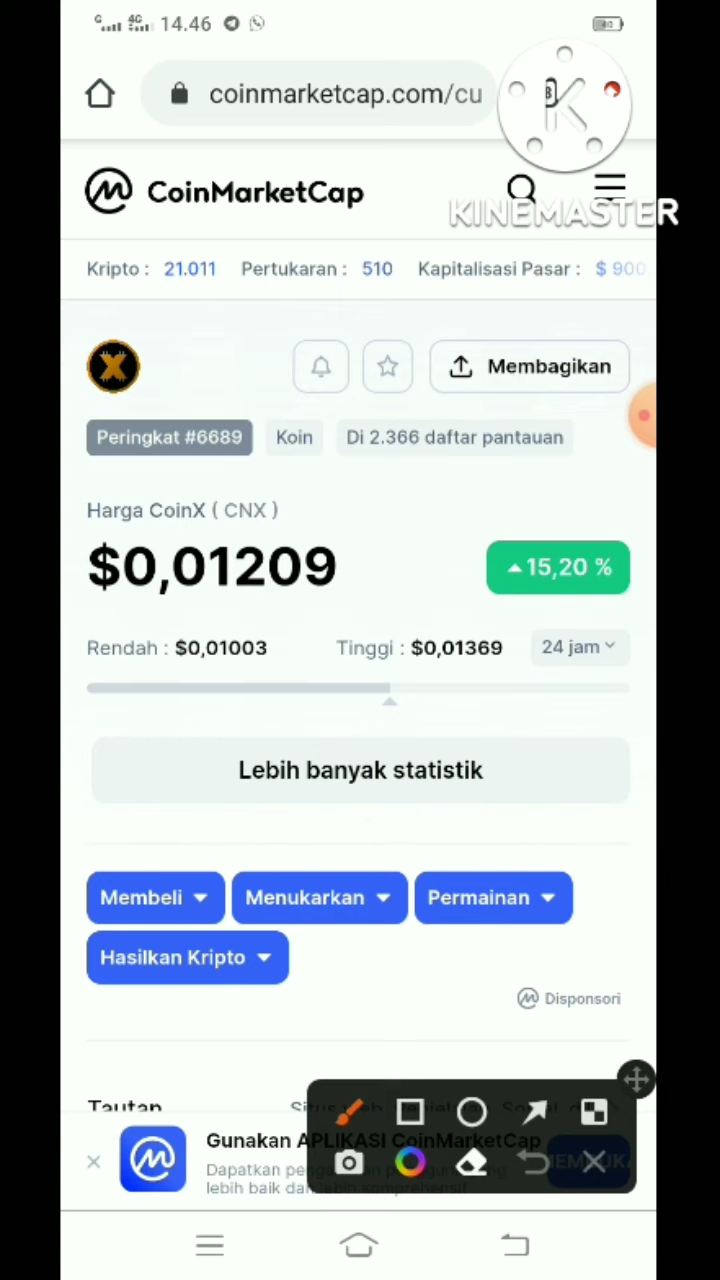 G 4G 14.46
coinmarketcap.com/cu
CoinMarketCap
KINEMASTER
Kripto : 21.011 Pertukaran : 510 Kapitalisasi Pasar : $ 900
Membagikan
Peringkat #6689 Koin Di 2.366 daftar pantauan
Harga CoinX ( CNX )
$0,01209 15,20 %
Rendah : $0,01003 Tinggi : $0,01369 24 jam
Lebih banyak statistik
Membeli Menukarkan Permainan
Hasilkan Kripto
Disponsori
Tautan
Gunakan APLIKASI CoinMarketCap
Dapatkan
lebih baik dan lebih komprehensif